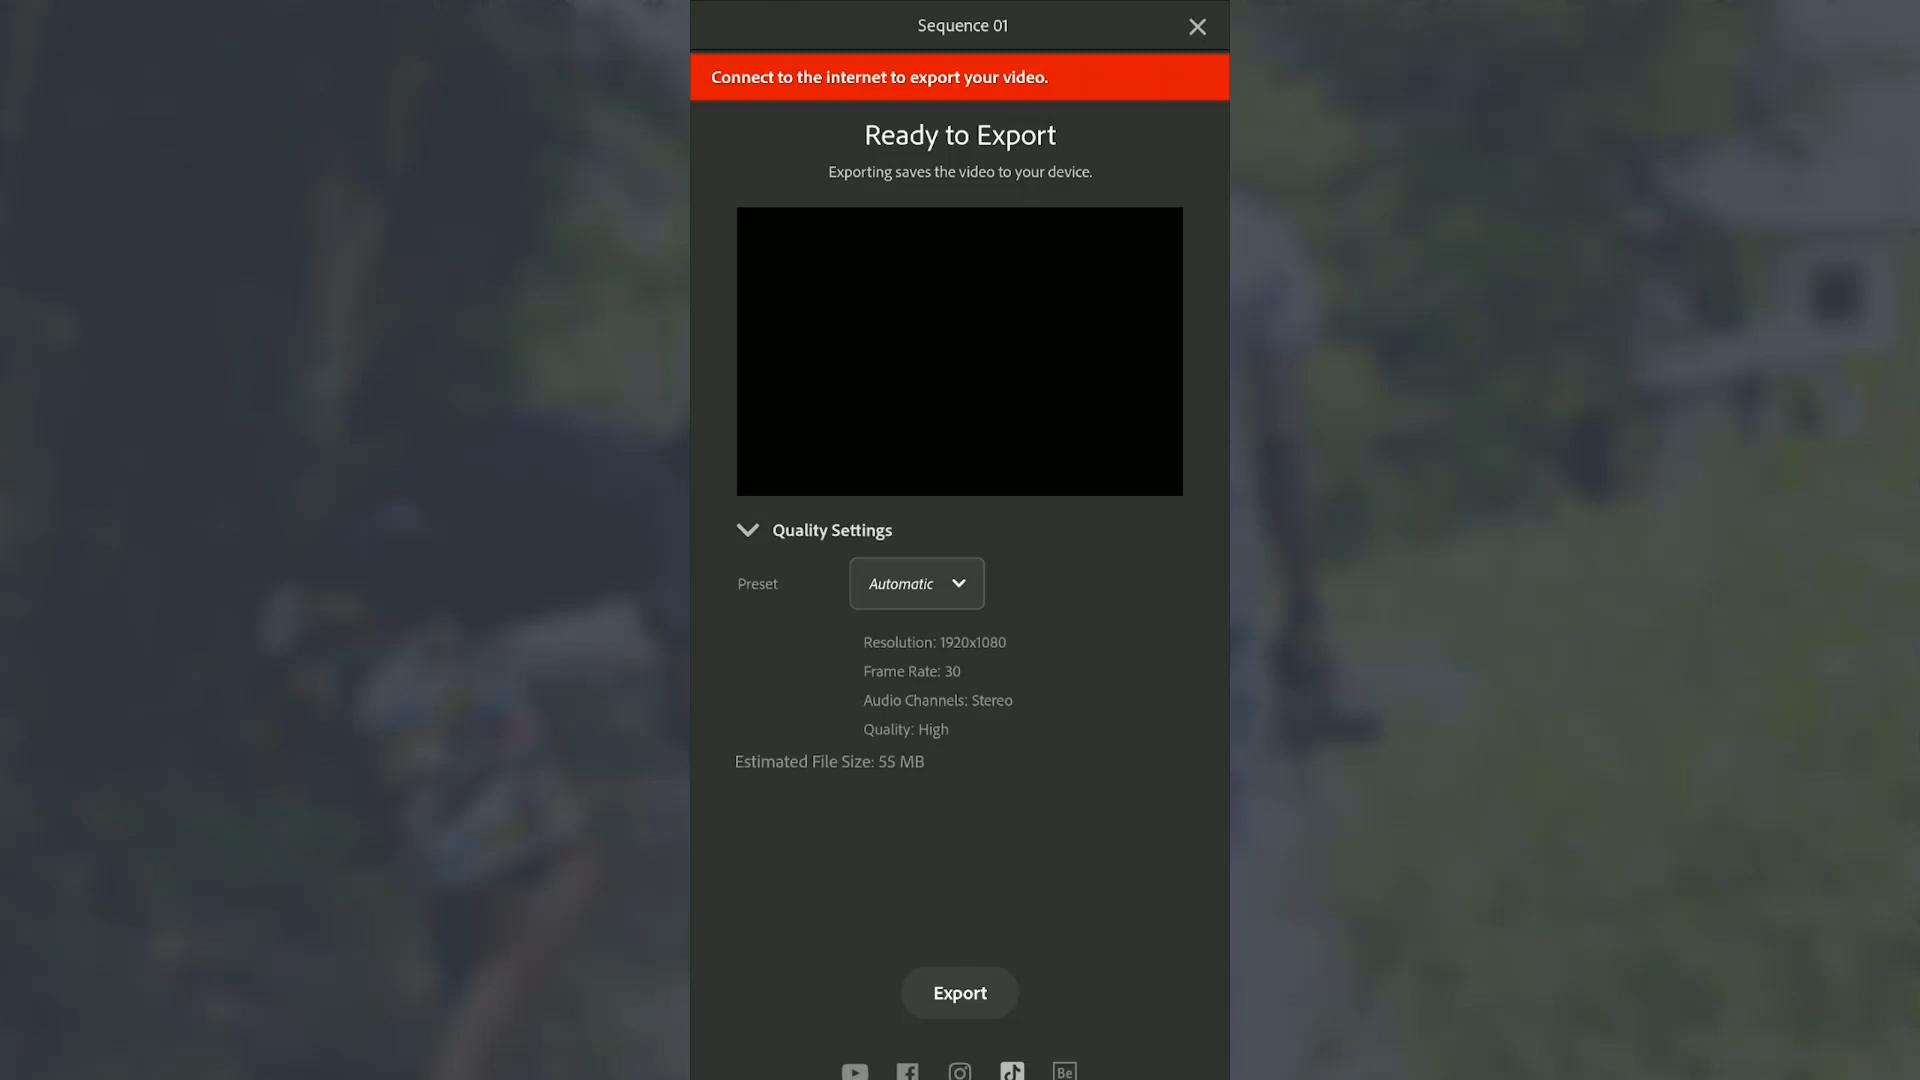 Sequence 01
Connect to the internet to export your video.
Ready to Export
Exporting saves the video to your device.
Quality Settings
Preset
Automatic
Resolution: 1920x1080
Frame Rate: 30
Audio Channels: Stereo
Quality: High
Estimated File Size: 55 MB
Export
Bē